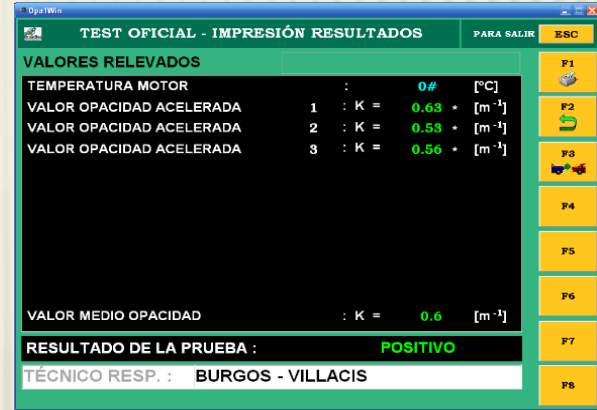 Opa1Win
TEST OFICIAL - IMPRESIÓN RESULTADOS PARA SALIR ESC
VALORES RELEVADOS
F1
TEMPERATURA MOTOR : 0# [°C]
VALOR OPACIDAD ACELERADA 1 : K = 0.63 * [m⁻¹]
F2
VALOR OPACIDAD ACELERADA 2 : K = 0.53 * [m⁻¹]
VALOR OPACIDAD ACELERADA 3 : K = 0.56 * [m⁻¹]
F3
F4
F5
F6
VALOR MEDIO OPACIDAD : K = 0.6 [m⁻¹]
RESULTADO DE LA PRUEBA : POSITIVO
F7
TÉCNICO RESP. : BURGOS - VILLACIS
F8